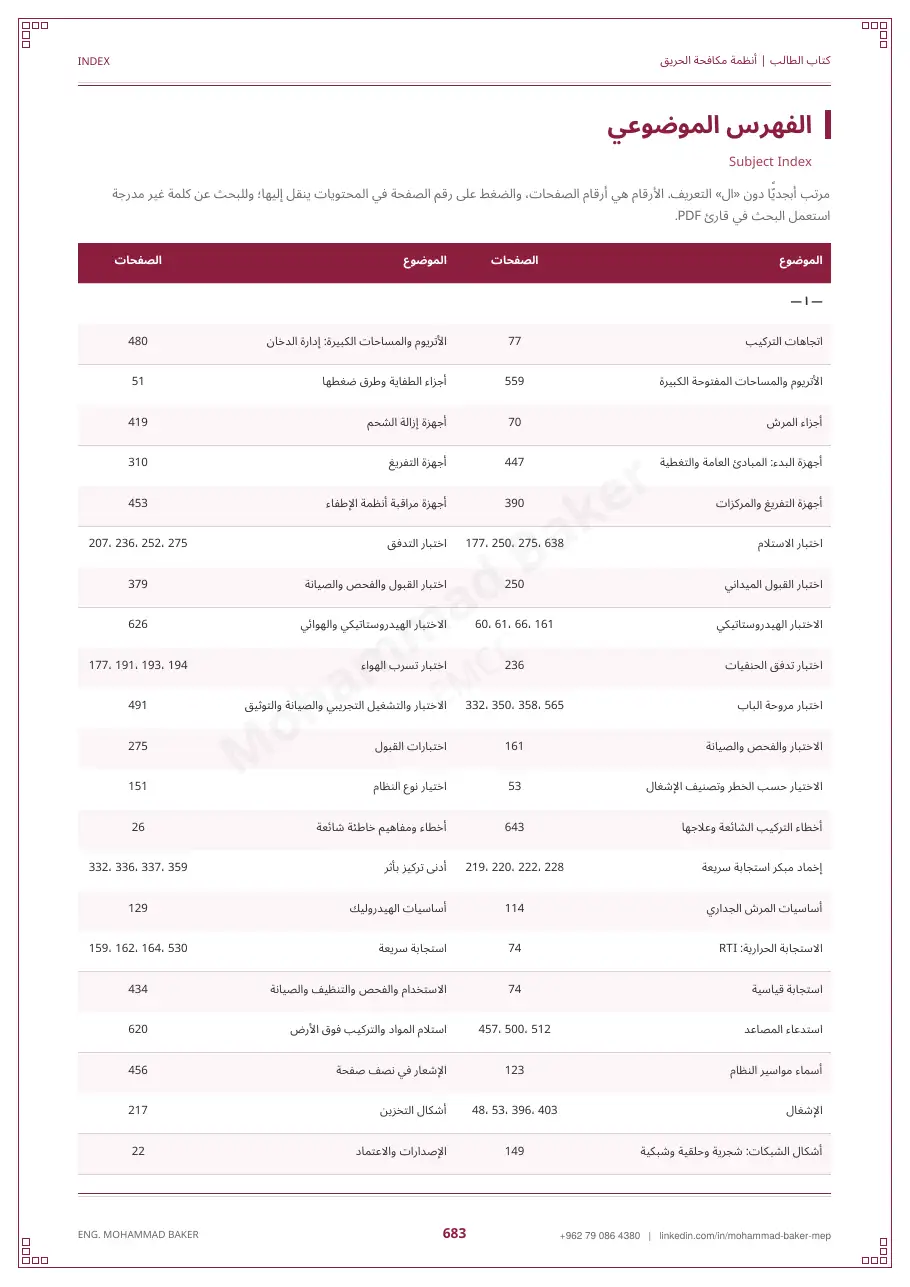 كتاب الطالب | أنظمة مكافحة الحريق INDEX
الفهرس الموضوعي
Subject Index
مرتب أبجديًّا دون «ال» التعريف. الأرقام هي أرقام الصفحات، والضغط على رقم الصفحة في المحتويات ينقل إليها؛ وللبحث عن كلمة غير مدرجة
استعمل البحث في قارئ PDF.
الموضوع الصفحات الموضوع الصفحات
— ا —
اتجاهات التركيب 77 الأتريوم والمساحات الكبيرة: إدارة الدخان 480
الأتريوم والمساحات المفتوحة الكبيرة 559 أجزاء الطفاية وطرق ضغطها 51
أجزاء المرش 70 أجهزة إزالة الشحم 419
أجهزة البدء: المبادئ العامة والتغطية 447 أجهزة التفريغ 310
أجهزة التفريغ والمركزات 390 أجهزة مراقبة أنظمة الإطفاء 453
اختبار الاستلام 177، 250، 275، 638 اختبار التدفق 207، 236، 252، 275
اختبار القبول الميداني 250 اختبار القبول والفحص والصيانة 379
الاختبار الهيدروستاتيكي 60، 61، 66، 161 الاختبار الهيدروستاتيكي والهوائي 626
اختبار تدفق الحنفيات 236 اختبار تسرب الهواء 177، 191، 193، 194
اختبار مروحة الباب 332، 350، 358، 565 الاختبار والتشغيل التجريبي والصيانة والتوثيق 491
الاختبار والفحص والصيانة 161 اختبارات القبول 275
الاختيار حسب الخطر وتصنيف الإشغال 53 اختيار نوع النظام 151
أخطاء التركيب الشائعة وعلاجها 643 أخطاء ومفاهيم خاطئة شائعة 26
إخماد مبكر استجابة سريعة 219، 220، 222، 228 أدنى تركيز بأثر 332، 336، 337، 359
أساسيات المرش الجداري 114 أساسيات الهيدروليك 129
الاستجابة الحرارية: RTI 74 استجابة سريعة 159، 162، 164، 530
استجابة قياسية 74 الاستخدام والفحص والتنظيف والصيانة 434
استدعاء المصاعد 457، 500، 512 استلام المواد والتركيب فوق الأرض 620
أسماء مواسير النظام 123 الإشعار في نصف صفحة 456
الإشغال 48، 53، 396، 403 أشكال التخزين 217
أشكال الشبكات: شجرية وحلقية وشبكية 149 الإصدارات والاعتماد 22
Mohammad Baker
EMCC
ENG. MOHAMMAD BAKER 683 +962 79 086 4380 | linkedin.com/in/mohammad-baker-mep